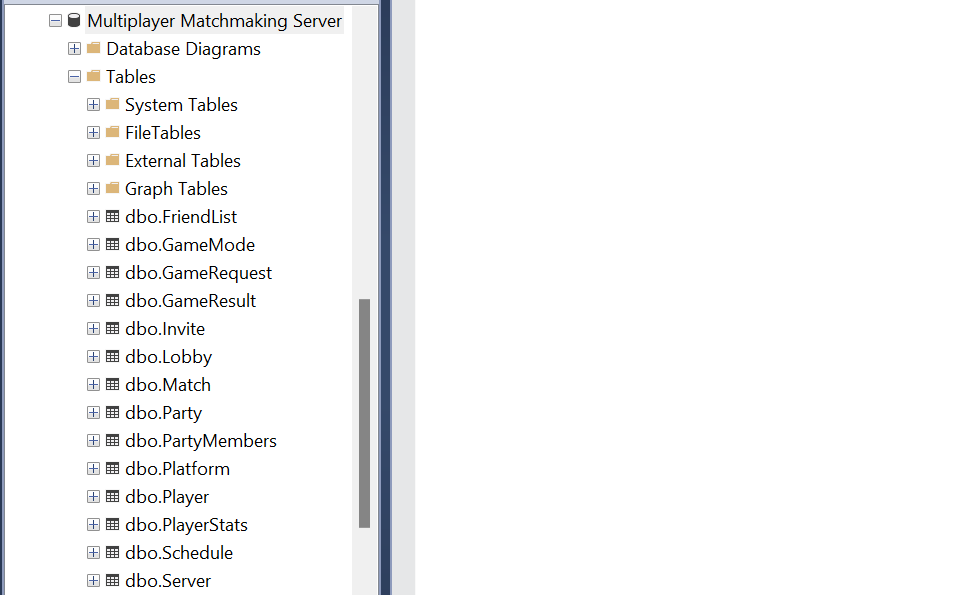 Multiplayer Matchmaking Server
Database Diagrams
Tables
System Tables
FileTables
External Tables
Graph Tables
dbo.FriendList
dbo.GameMode
dbo.GameRequest
dbo.GameResult
dbo.Invite
dbo.Lobby
dbo.Match
dbo.Party
dbo.PartyMembers
dbo.Platform
dbo.Player
dbo.PlayerStats
dbo.Schedule
dbo.Server